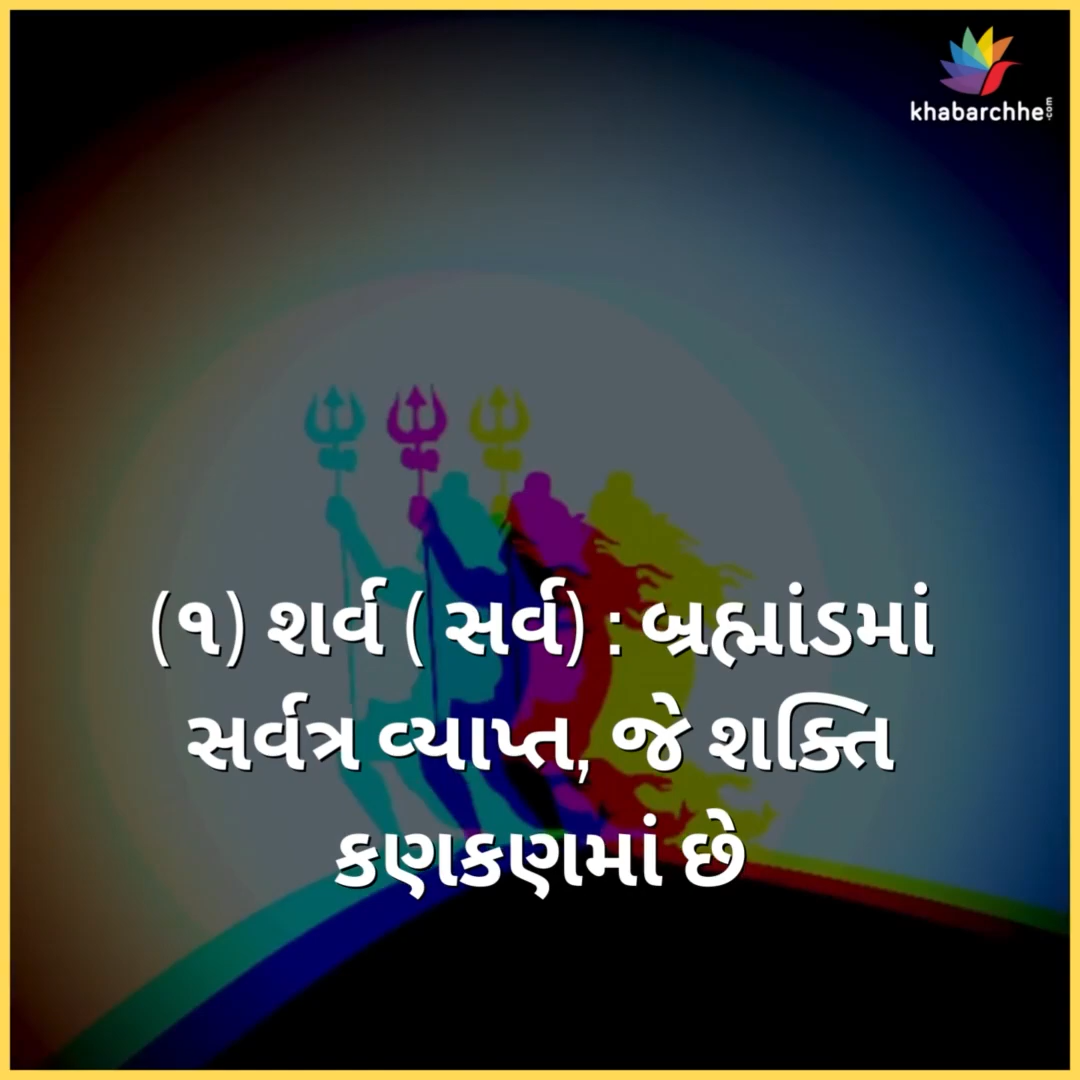 khabarchhe.com
(૧) શર્વ ( સર્વ) : બ્રહ્માંડમાં
સર્વત્ર વ્યાપ્ત, જે શક્તિ
કણકણમાં છે